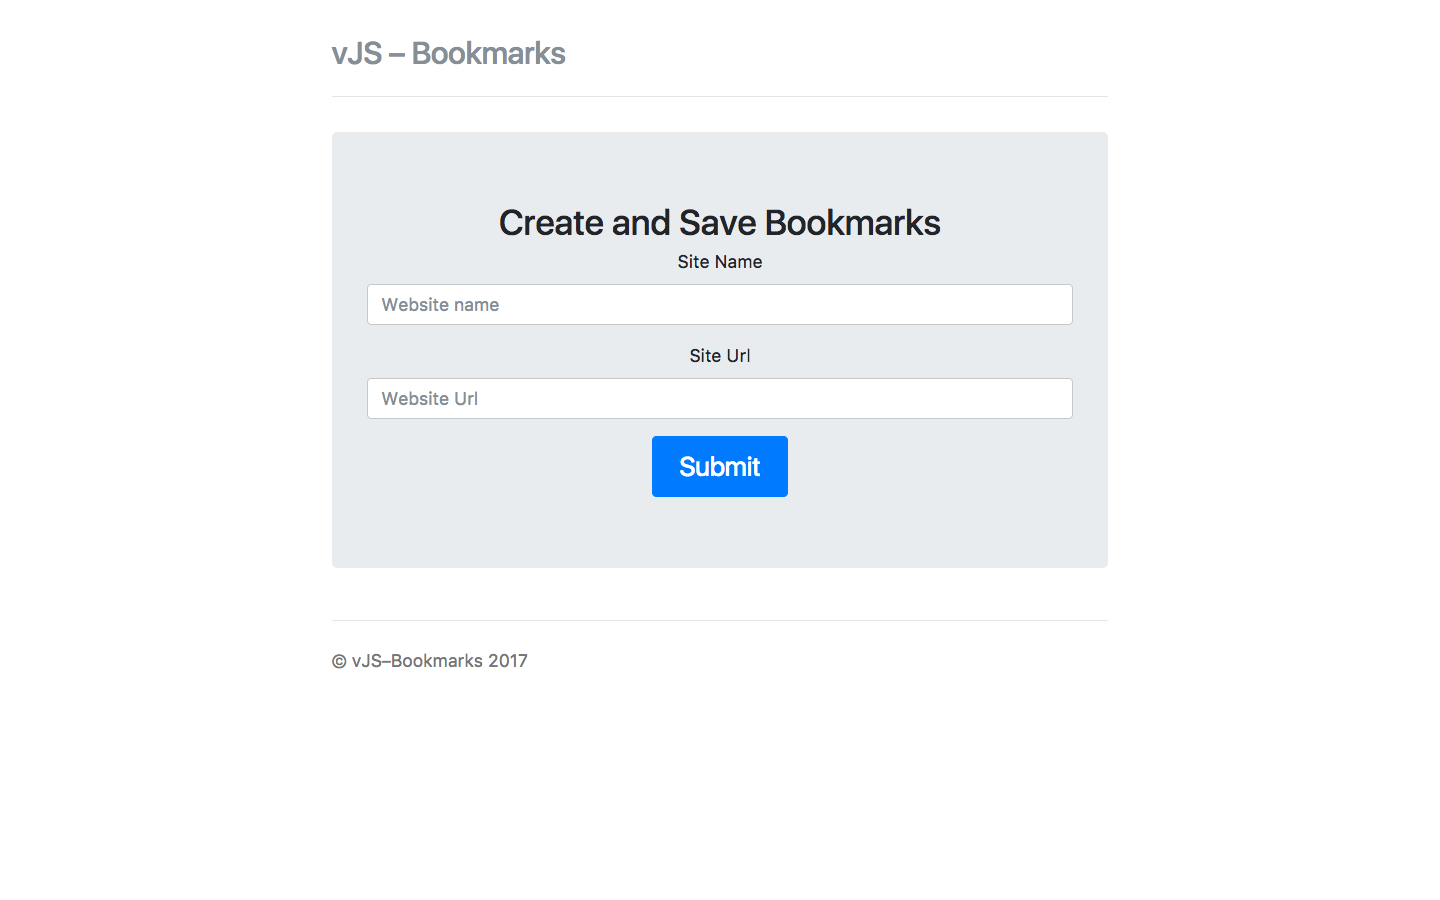 vJS – Bookmarks
Create and Save Bookmarks
Site Name
Website name
Site Url
Website Url
Submit
© vJS–Bookmarks 2017